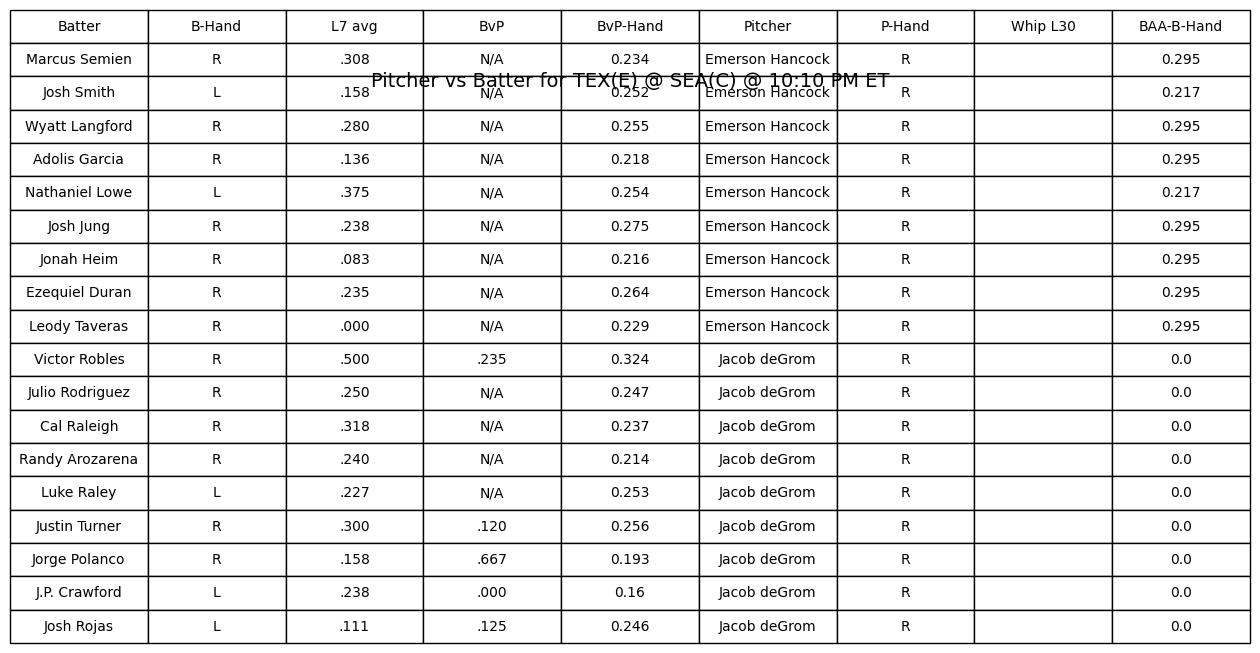 Batter B-Hand L7 avg BvP BvP-Hand Pitcher P-Hand Whip L30 BAA-B-Hand
Marcus Semien R .308 N/A 0.234 Emerson Hancock R 0.295
Pitcher vs Batter for TEX(E) @ SEA(C) @ 10:10 PM ET
Josh Smith L .158 N/A 0.252 Emerson Hancock R 0.217
Wyatt Langford R .280 N/A 0.255 Emerson Hancock R 0.295
Adolis Garcia R .136 N/A 0.218 Emerson Hancock R 0.295
Nathaniel Lowe L .375 N/A 0.254 Emerson Hancock R 0.217
Josh Jung R .238 N/A 0.275 Emerson Hancock R 0.295
Jonah Heim R .083 N/A 0.216 Emerson Hancock R 0.295
Ezequiel Duran R .235 N/A 0.264 Emerson Hancock R 0.295
Leody Taveras R .000 N/A 0.229 Emerson Hancock R 0.295
Victor Robles R .500 .235 0.324 Jacob deGrom R 0.0
Julio Rodriguez R .250 N/A 0.247 Jacob deGrom R 0.0
Cal Raleigh R .318 N/A 0.237 Jacob deGrom R 0.0
Randy Arozarena R .240 N/A 0.214 Jacob deGrom R 0.0
Luke Raley L .227 N/A 0.253 Jacob deGrom R 0.0
Justin Turner R .300 .120 0.256 Jacob deGrom R 0.0
Jorge Polanco R .158 .667 0.193 Jacob deGrom R 0.0
J.P. Crawford L .238 .000 0.16 Jacob deGrom R 0.0
Josh Rojas L .111 .125 0.246 Jacob deGrom R 0.0